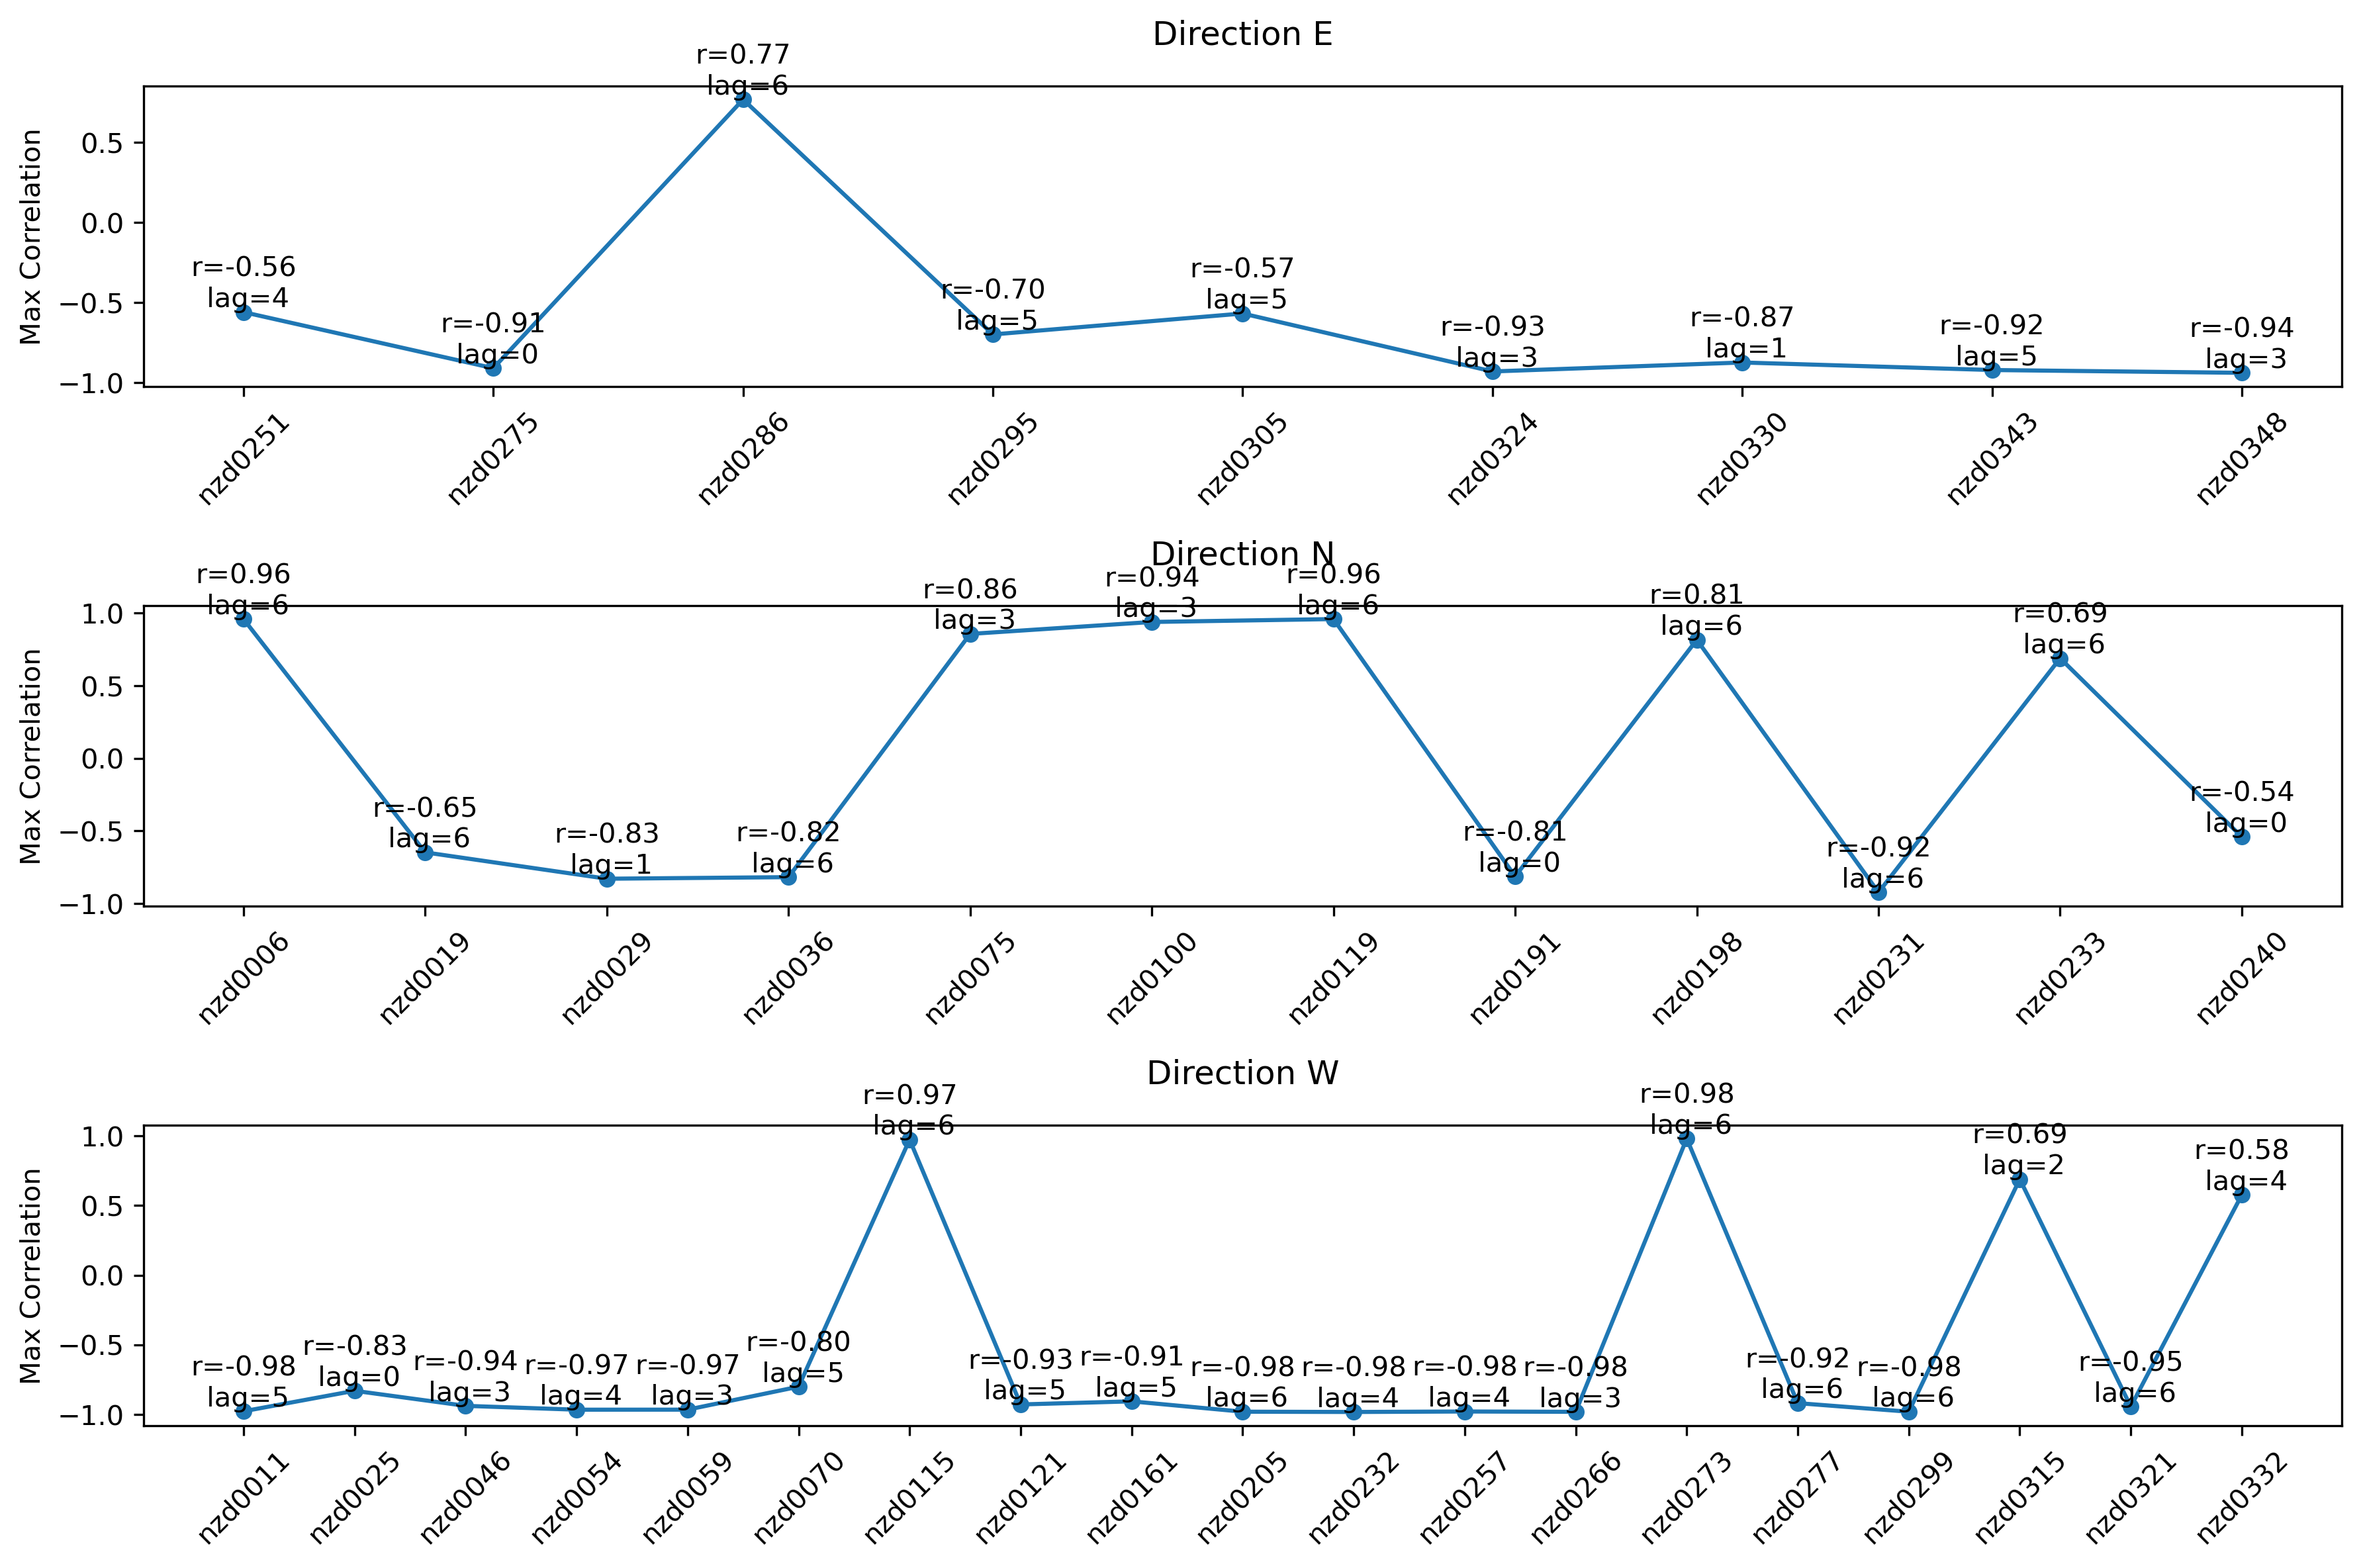 Direction E
Max Correlation
0.5
0.0
−0.5
−1.0
r=-0.56
lag=4
r=-0.91
lag=0
r=0.77
lag=6
r=-0.70
lag=5
r=-0.57
lag=5
r=-0.93
lag=3
r=-0.87
lag=1
r=-0.92
lag=5
r=-0.94
lag=3
nzd0251
nzd0275
nzd0286
nzd0295
nzd0305
nzd0324
nzd0330
nzd0343
nzd0348
Direction N
Max Correlation
1.0
0.5
0.0
−0.5
−1.0
r=0.96
lag=6
r=-0.65
lag=6
r=-0.83
lag=1
r=-0.82
lag=6
r=0.86
lag=3
r=0.94
lag=3
r=0.96
lag=6
r=-0.81
lag=0
r=0.81
lag=6
r=-0.92
lag=6
r=0.69
lag=6
r=-0.54
lag=0
nzd0006
nzd0019
nzd0029
nzd0036
nzd0075
nzd0100
nzd0119
nzd0191
nzd0198
nzd0231
nzd0233
nzd0240
Direction W
Max Correlation
1.0
0.5
0.0
−0.5
−1.0
r=-0.98
lag=5
r=-0.83
lag=0
r=-0.94
lag=3
r=-0.97
lag=4
r=-0.97
lag=3
r=-0.80
lag=5
r=0.97
lag=6
r=-0.93
lag=5
r=-0.91
lag=5
r=-0.98
lag=6
r=-0.98
lag=4
r=-0.98
lag=4
r=-0.98
lag=3
r=0.98
lag=6
r=-0.92
lag=6
r=-0.98
lag=6
r=0.69
lag=2
r=-0.95
lag=6
r=0.58
lag=4
nzd0011
nzd0025
nzd0046
nzd0054
nzd0059
nzd0070
nzd0115
nzd0121
nzd0161
nzd0205
nzd0232
nzd0257
nzd0266
nzd0273
nzd0277
nzd0299
nzd0315
nzd0321
nzd0332